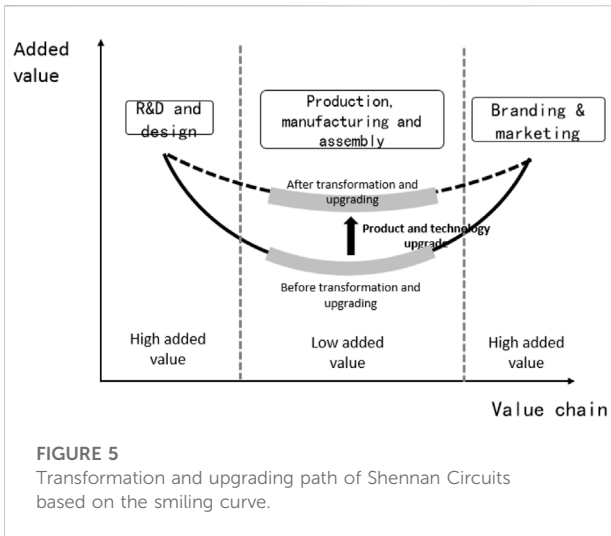 Added
value
R&D and
design
Production,
manufacturing and
assembly
Branding &
marketing
After transformation and
upgrading
Product and technology
upgrade
Before transformation and
upgrading
High added
value
Low added
value
High added
value
Value chain
FIGURE 5
Transformation and upgrading path of Shennan Circuits
based on the smiling curve.